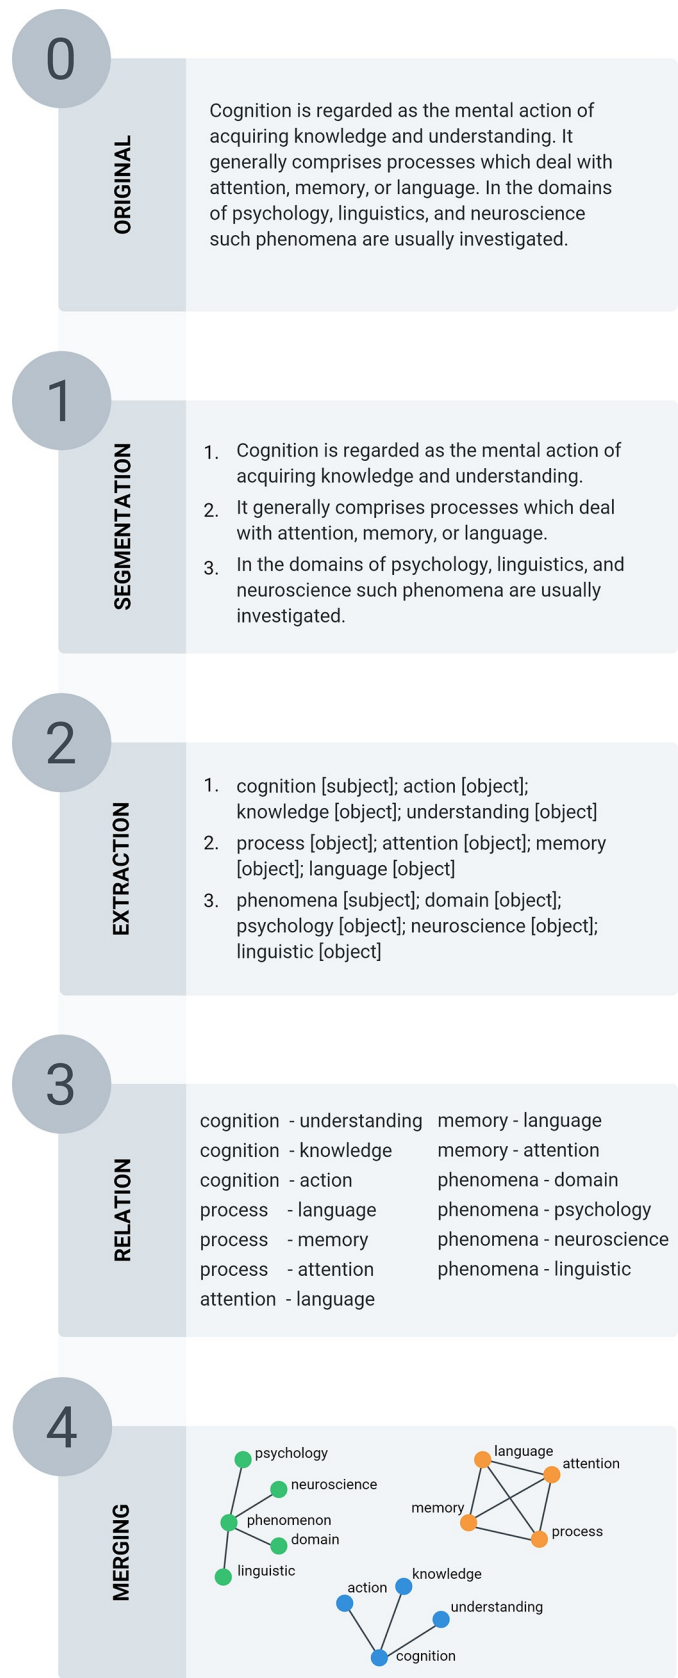 0
ORIGINAL
Cognition is regarded as the mental action of
acquiring knowledge and understanding. It
generally comprises processes which deal with
attention, memory, or language. In the domains
of psychology, linguistics, and neuroscience
such phenomena are usually investigated.
1
SEGMENTATION
1. Cognition is regarded as the mental action of
acquiring knowledge and understanding.
2. It generally comprises processes which deal
with attention, memory, or language.
3. In the domains of psychology, linguistics, and
neuroscience such phenomena are usually
investigated.
2
EXTRACTION
1. cognition [subject]; action [object];
knowledge [object]; understanding [object]
2. process [object]; attention [object]; memory
[object]; language [object]
3. phenomena [subject]; domain [object];
psychology [object]; neuroscience [object];
linguistic [object]
3
RELATION
cognition - understanding
cognition - knowledge
cognition - action
process - language
process - memory
process - attention
attention - language
memory - language
memory - attention
phenomena - domain
phenomena - psychology
phenomena - neuroscience
phenomena - linguistic
4
MERGING
psychology
neuroscience
phenomenon
domain
linguistic
language
attention
memory
process
action
knowledge
understanding
cognition